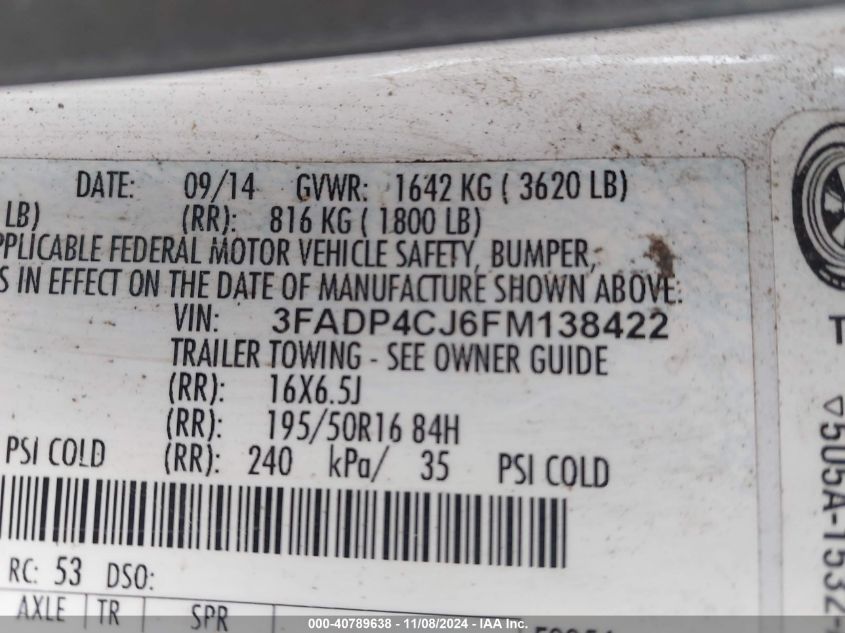 DATE: 09/14 GVWR: 1642 KG ( 3620 LB)
LB) (RR): 816 KG ( 1800 LB)
APPLICABLE FEDERAL MOTOR VEHICLE SAFETY, BUMPER,
S IN EFFECT ON THE DATE OF MANUFACTURE SHOWN ABOVE.
VIN: 3FADP4CJ6FM138422
TRAILER TOWING - SEE OWNER GUIDE
(RR): 16X6.5J
(RR): 195/50R16 84H
PSI COLD (RR): 240 kPa/ 35 PSI COLD
RC: 53 DSO:
AXLE TR SPR
T
505A-1532-
000-40789638 - 11/08/2024 - IAA Inc.